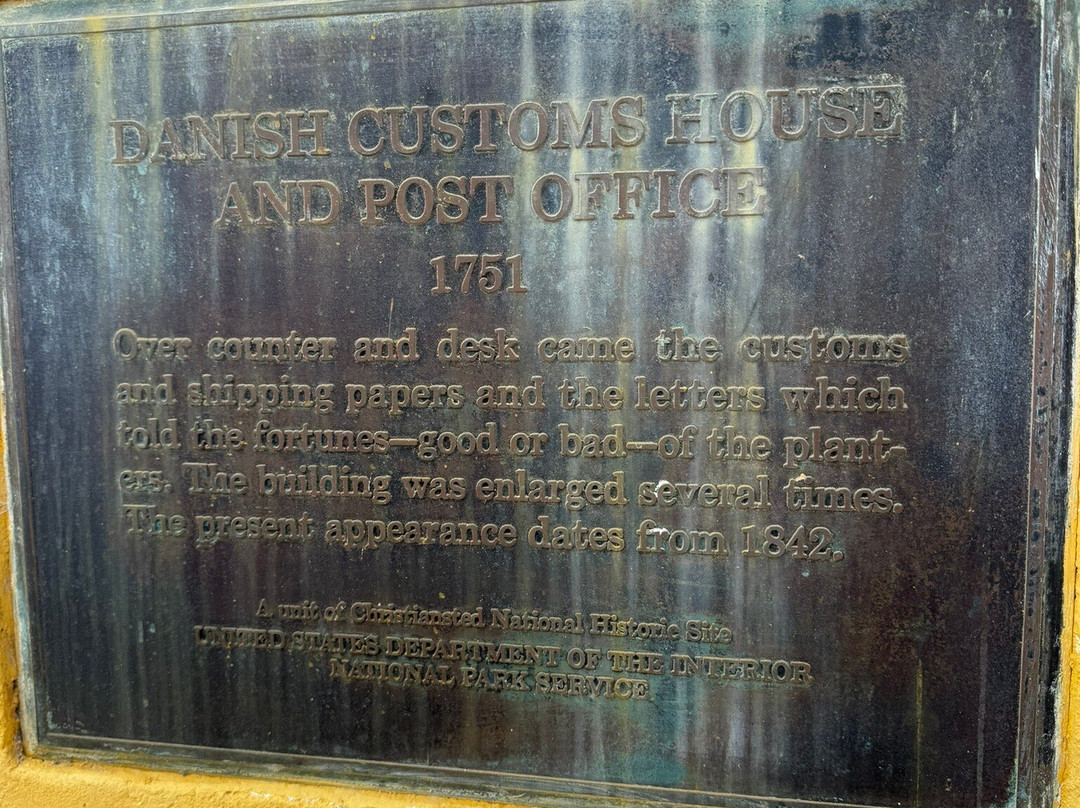 DANISH CUSTOMS HOUSE
AND POST OFFICE
1751
Over counter and desk came the customs
and shipping papers and the letters which
told the fortunes—good or bad—of the plant-
ers. The building was enlarged several times.
The present appearance dates from 1842.
A unit of Christiansted National Historic Site
UNITED STATES DEPARTMENT OF THE INTERIOR
NATIONAL PARK SERVICE